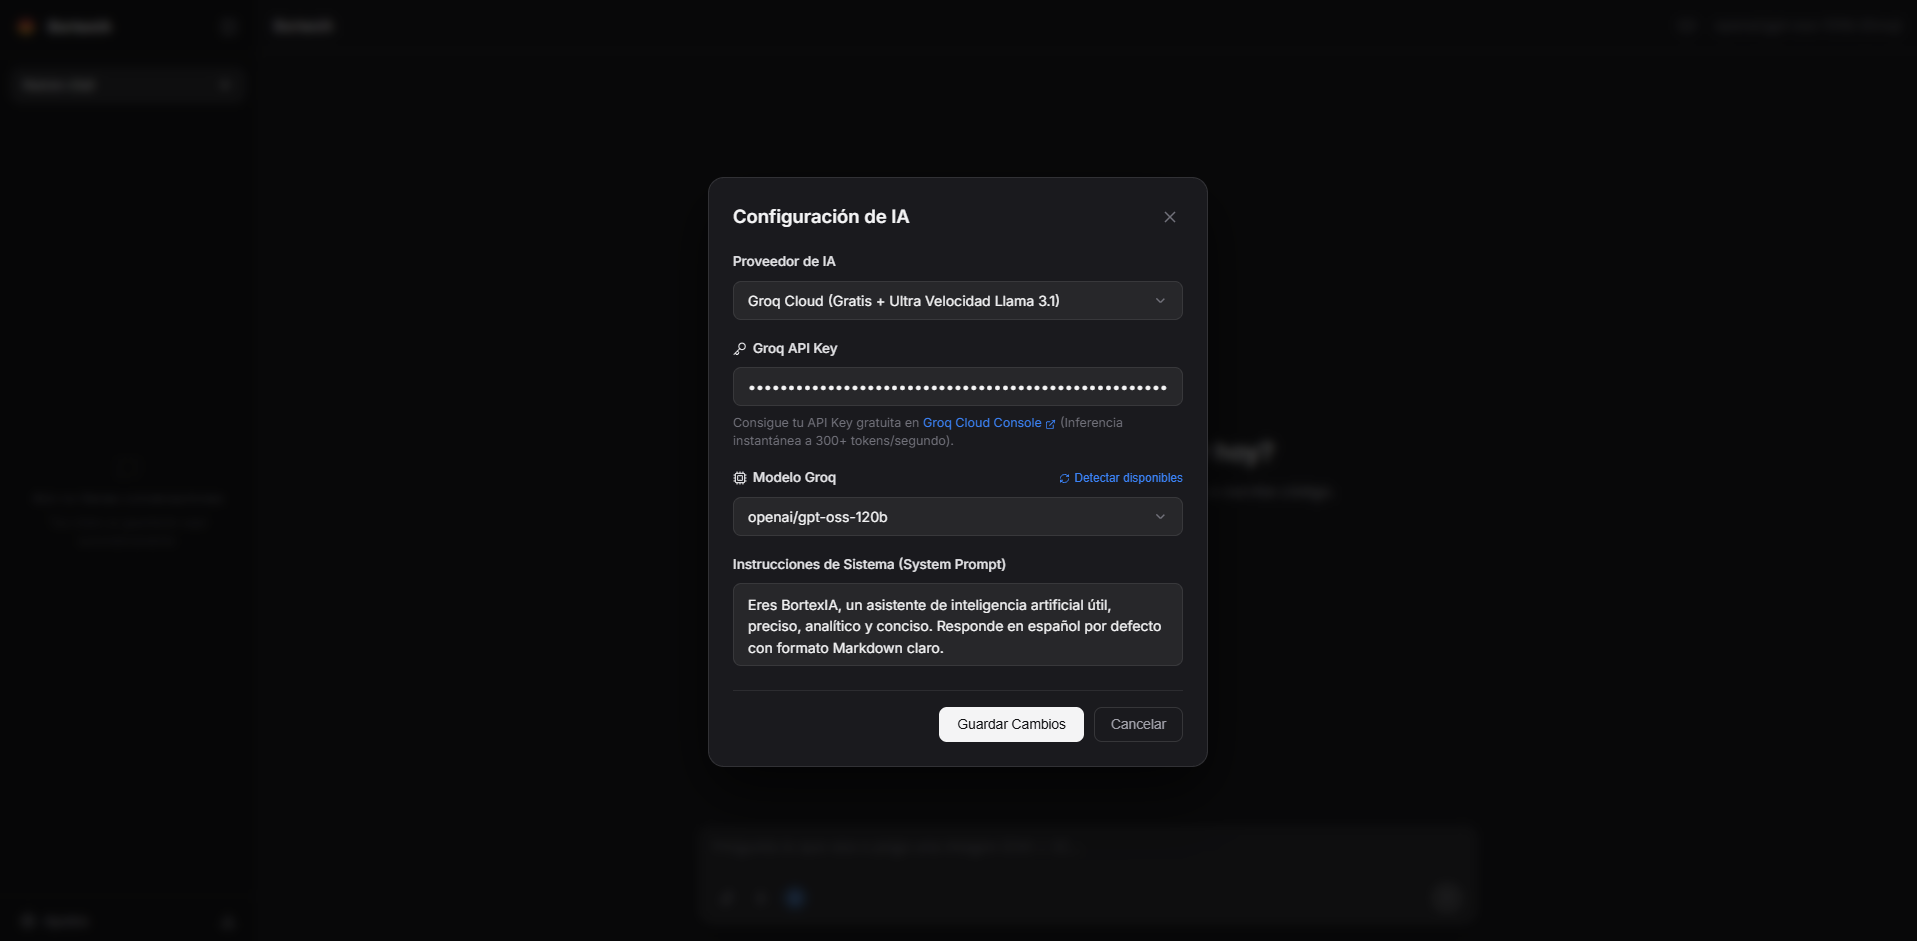 Configuración de IA
Proveedor de IA
Groq Cloud (Gratis + Ultra Velocidad Llama 3.1)
Groq API Key
Consigue tu API Key gratuita en Groq Cloud Console (Inferencia
instantánea a 300+ tokens/segundo).
Modelo Groq
Detectar disponibles
openai/gpt-oss-120b
Instrucciones de Sistema (System Prompt)
Eres BortexIA, un asistente de inteligencia artificial útil,
preciso, analítico y conciso. Responde en español por defecto
con formato Markdown claro.
Guardar Cambios
Cancelar
hoy?